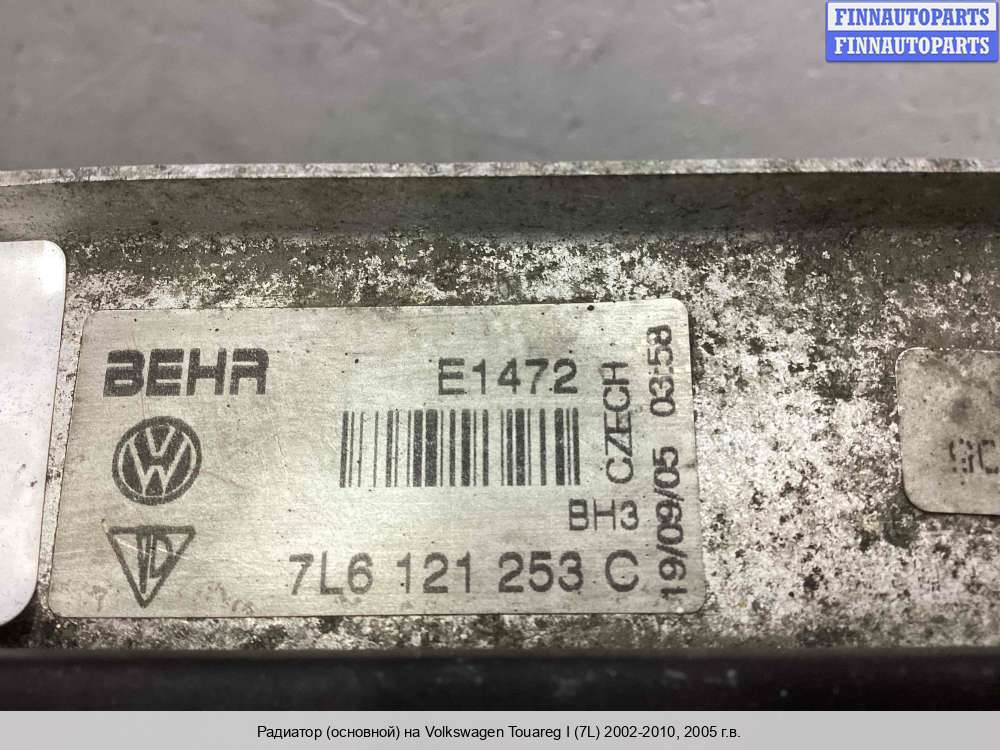 FINNAUTOPARTS
FINNAUTOPARTS
BEHR
E1472
CZECH
19/09/05 03:58
BH3
7L6 121 253 C
Радиатор (основной) на Volkswagen Touareg I (7L) 2002-2010, 2005 г.в.